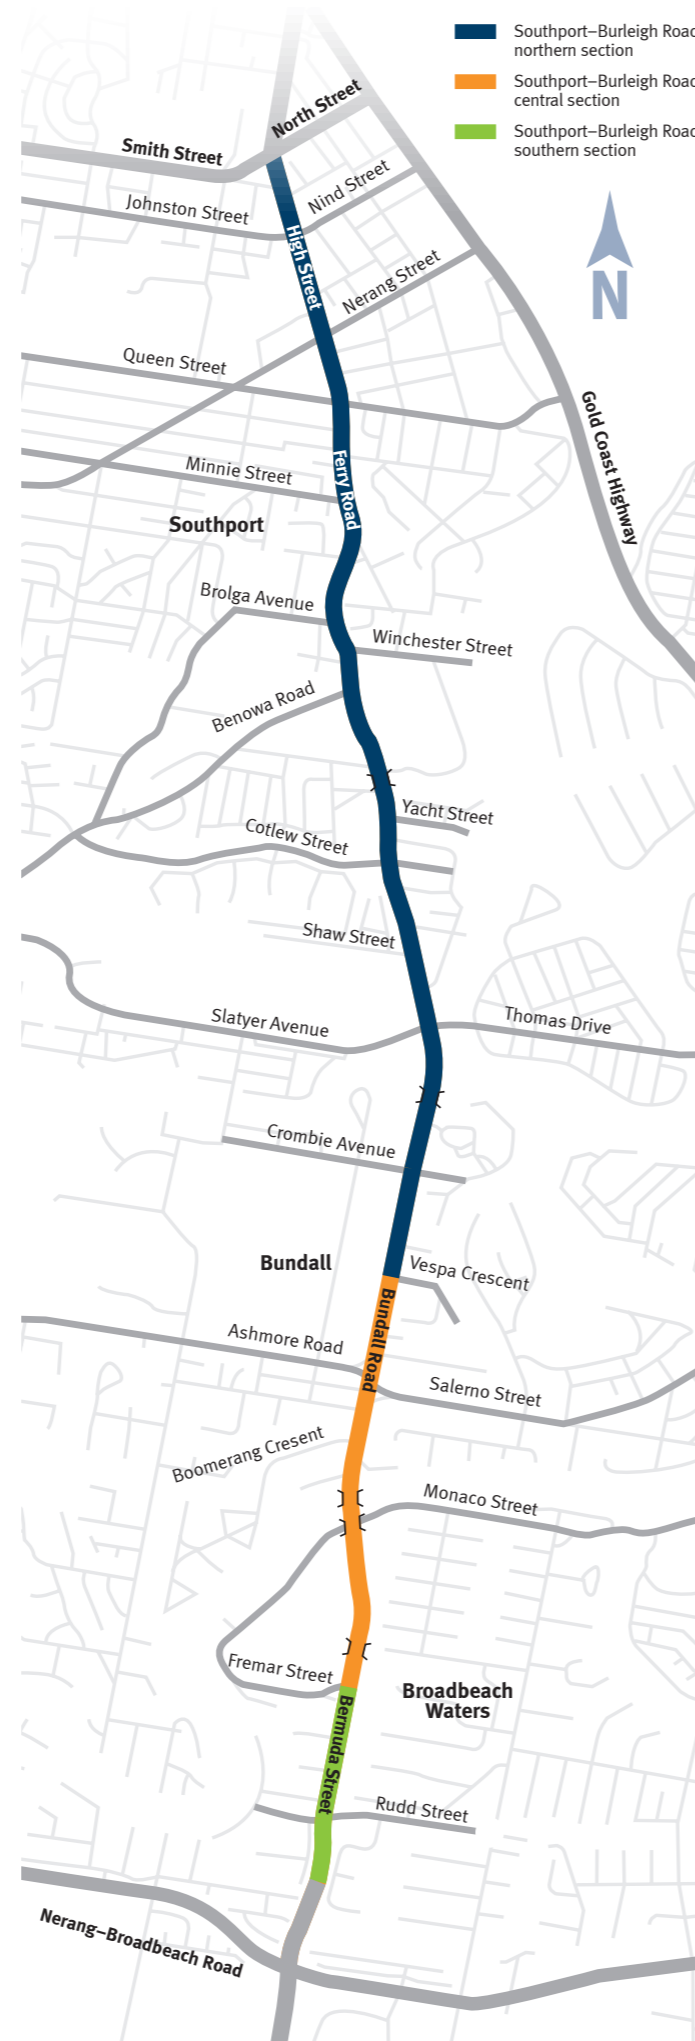 Southport–Burleigh Road
northern section
Southport–Burleigh Road
central section
Southport–Burleigh Road
southern section
North Street
Smith Street
Nind Street
Johnston Street
High Street
Nerang Street
N
Queen Street
Gold Coast Highway
Minnie Street
Ferry Road
Southport
Brolga Avenue
Winchester Street
Benowa Road
Yacht Street
Cotlew Street
Shaw Street
Slatyer Avenue
Thomas Drive
Crombie Avenue
Bundall
Vespa Crescent
Bundall Road
Ashmore Road
Salerno Street
Boomerang Cresent
Monaco Street
Fremar Street
Broadbeach
Waters
Bermuda Street
Rudd Street
Nerang–Broadbeach Road